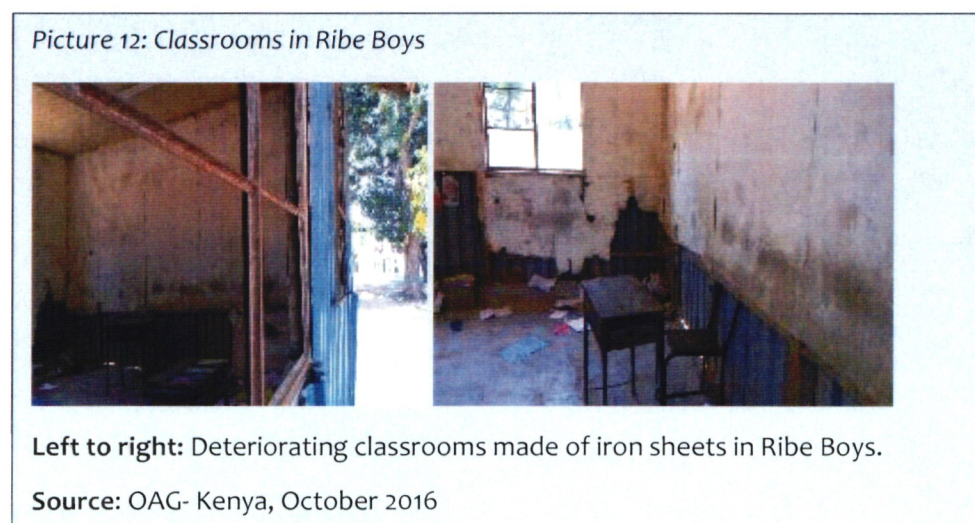 Picture 12: Classrooms in Ribe Boys
Left to right: Deteriorating classrooms made of iron sheets in Ribe Boys.
Source: OAG- Kenya, October 2016